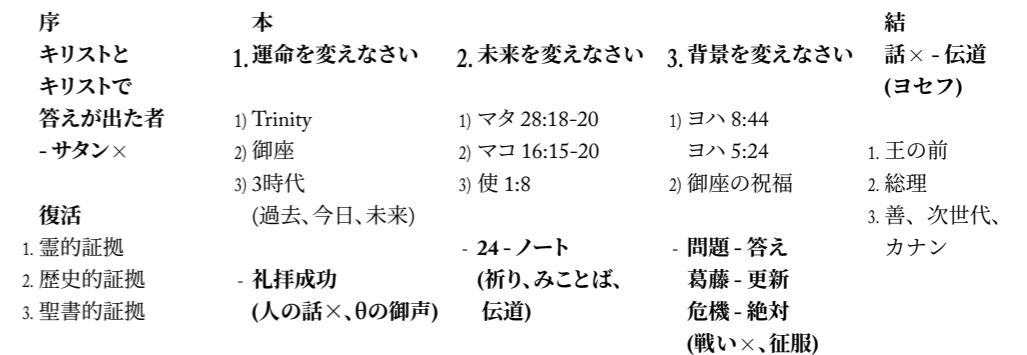 序
キリストと
キリストで
答えが出た者
- サタン×
復活
1. 霊的証拠
2. 歴史的証拠
3. 聖書的証拠
本
1. 運命を変えなさい
1) Trinity
2) 御座
3) 3時代
(過去、今日、未来)
- 礼拝成功
(人の話×、θの御声)
2. 未来を変えなさい
1) マタ 28:18-20
2) マコ 16:15-20
3) 使 1:8
- 24 - ノート
(祈り、みことば、
伝道)
3. 背景を変えなさい
1) ヨハ 8:44
ヨハ 5:24
2) 御座の祝福
- 問題 - 答え
葛藤 - 更新
危機 - 絶対
(戦い×、征服)
結
話× - 伝道
(ヨセフ)
1. 王の前
2. 総理
3. 善、次世代、
カナン